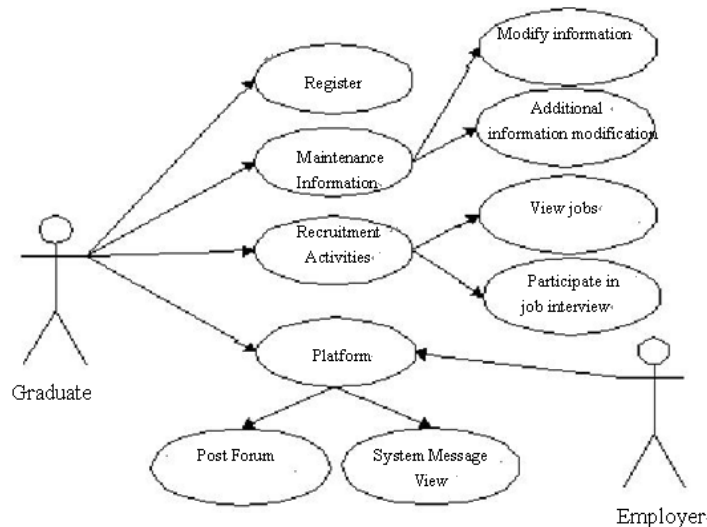 Modify information
Register
Additional
information modification
Maintenance
Information
View jobs
Recruitment
Activities
Participate in
job interview
Platform
Graduate
Post Forum
System Message
View
Employer